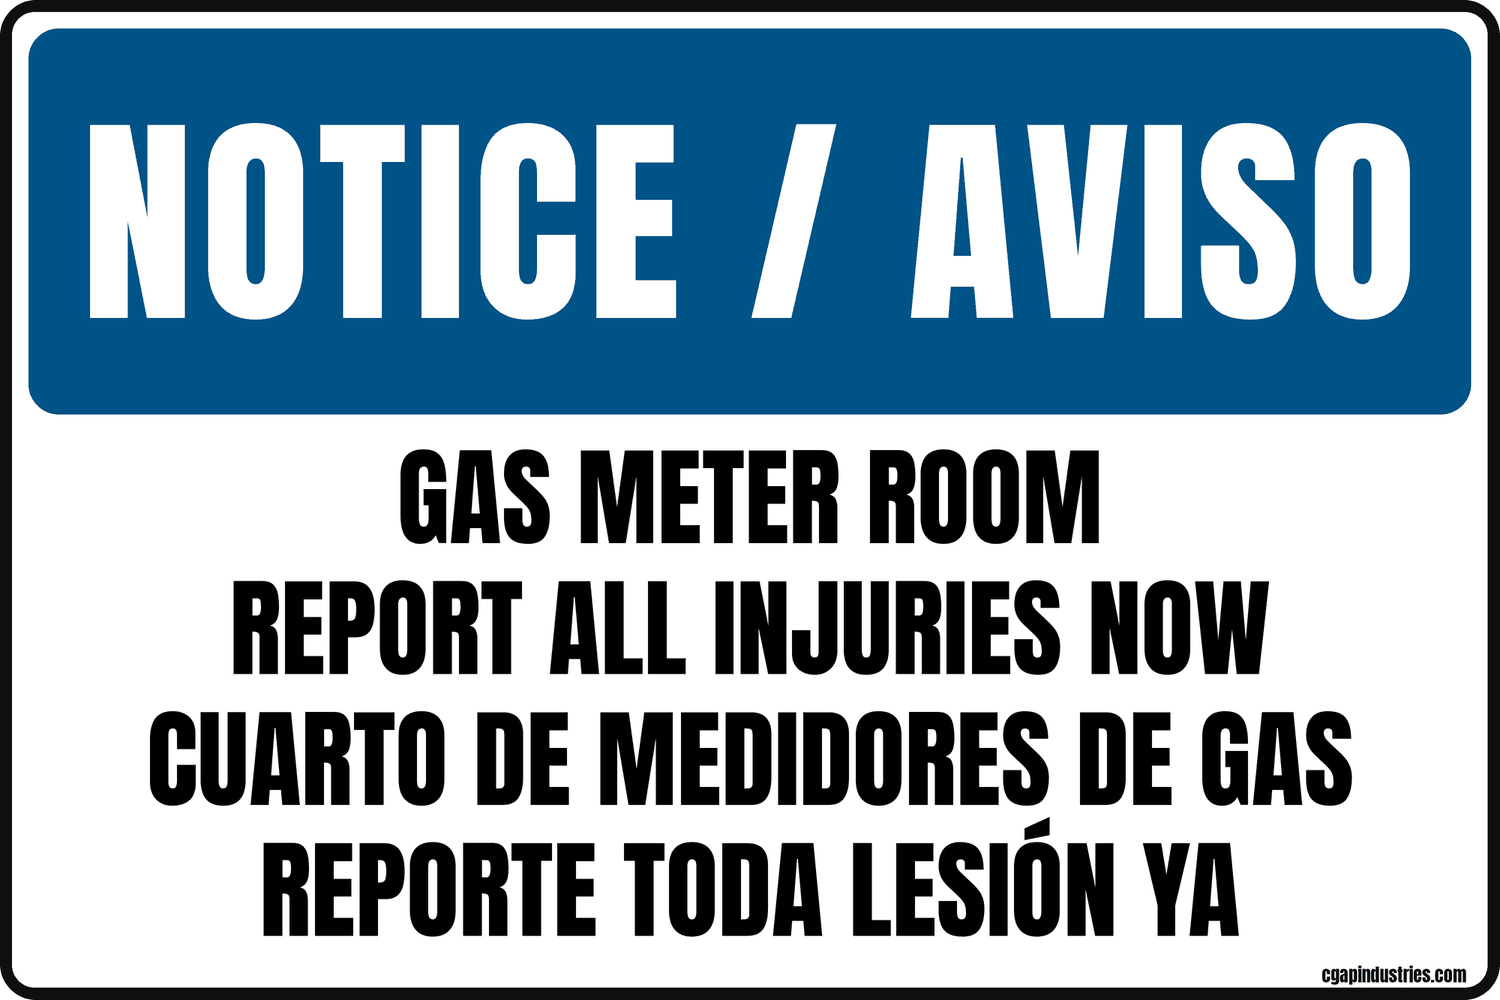 NOTICE / AVISO
GAS METER ROOM
REPORT ALL INJURIES NOW
CUARTO DE MEDIDORES DE GAS
REPORTE TODA LESIÓN YA
cgapindustries.com